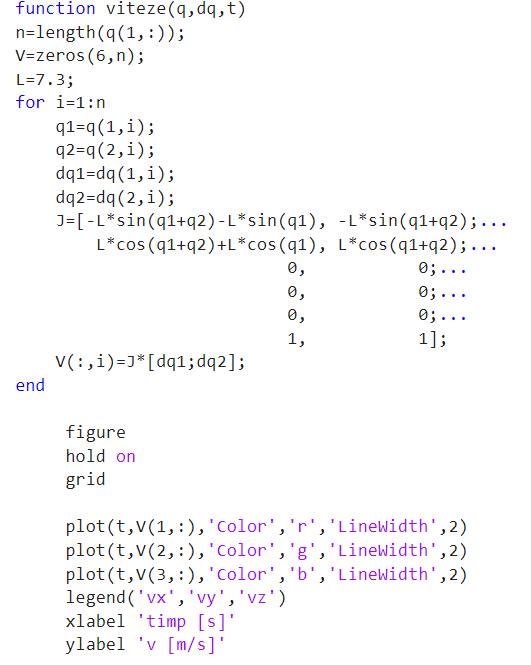 function viteze(q,dq,t)
n=length(q(1,:));
V=zeros(6,n);
L=7.3;
for i=1:n
    q1=q(1,i);
    q2=q(2,i);
    dq1=dq(1,i);
    dq2=dq(2,i);
    J=[-L*sin(q1+q2)-L*sin(q1), -L*sin(q1+q2);...
        L*cos(q1+q2)+L*cos(q1), L*cos(q1+q2);...
                             0,            0;...
                             0,            0;...
                             0,            0;...
                             1,            1];
    V(:,i)=J*[dq1;dq2];
end
     figure
     hold on
     grid
     plot(t,V(1,:),'Color','r','LineWidth',2)
     plot(t,V(2,:),'Color','g','LineWidth',2)
     plot(t,V(3,:),'Color','b','LineWidth',2)
     legend('vx','vy','vz')
     xlabel 'timp [s]'
     ylabel 'v [m/s]'